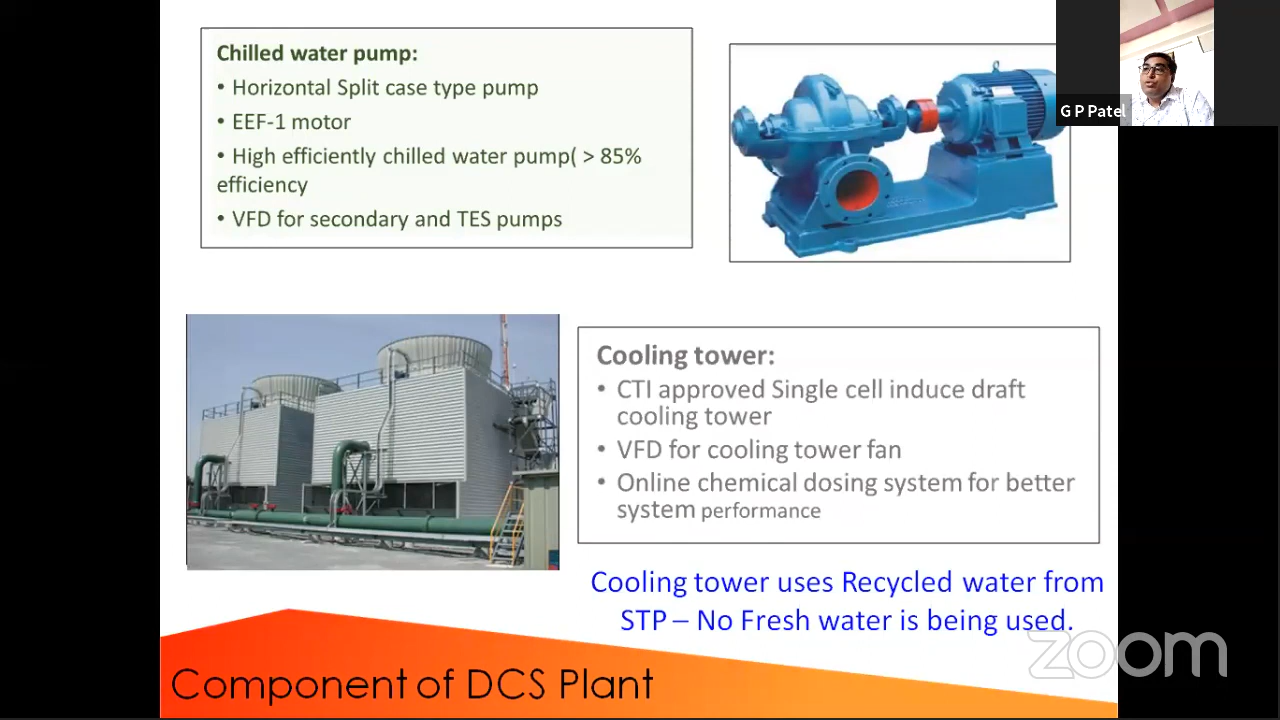 Chilled water pump:
• Horizontal Split case type pump
• EEF-1 motor
• High efficiently chilled water pump( > 85%
efficiency
• VFD for secondary and TES pumps
G P Patel
Cooling tower:
• CTI approved Single cell induce draft
cooling tower
• VFD for cooling tower fan
• Online chemical dosing system for better
system performance
Cooling tower uses Recycled water from
STP – No Fresh water is being used.
zoom
Component of DCS Plant